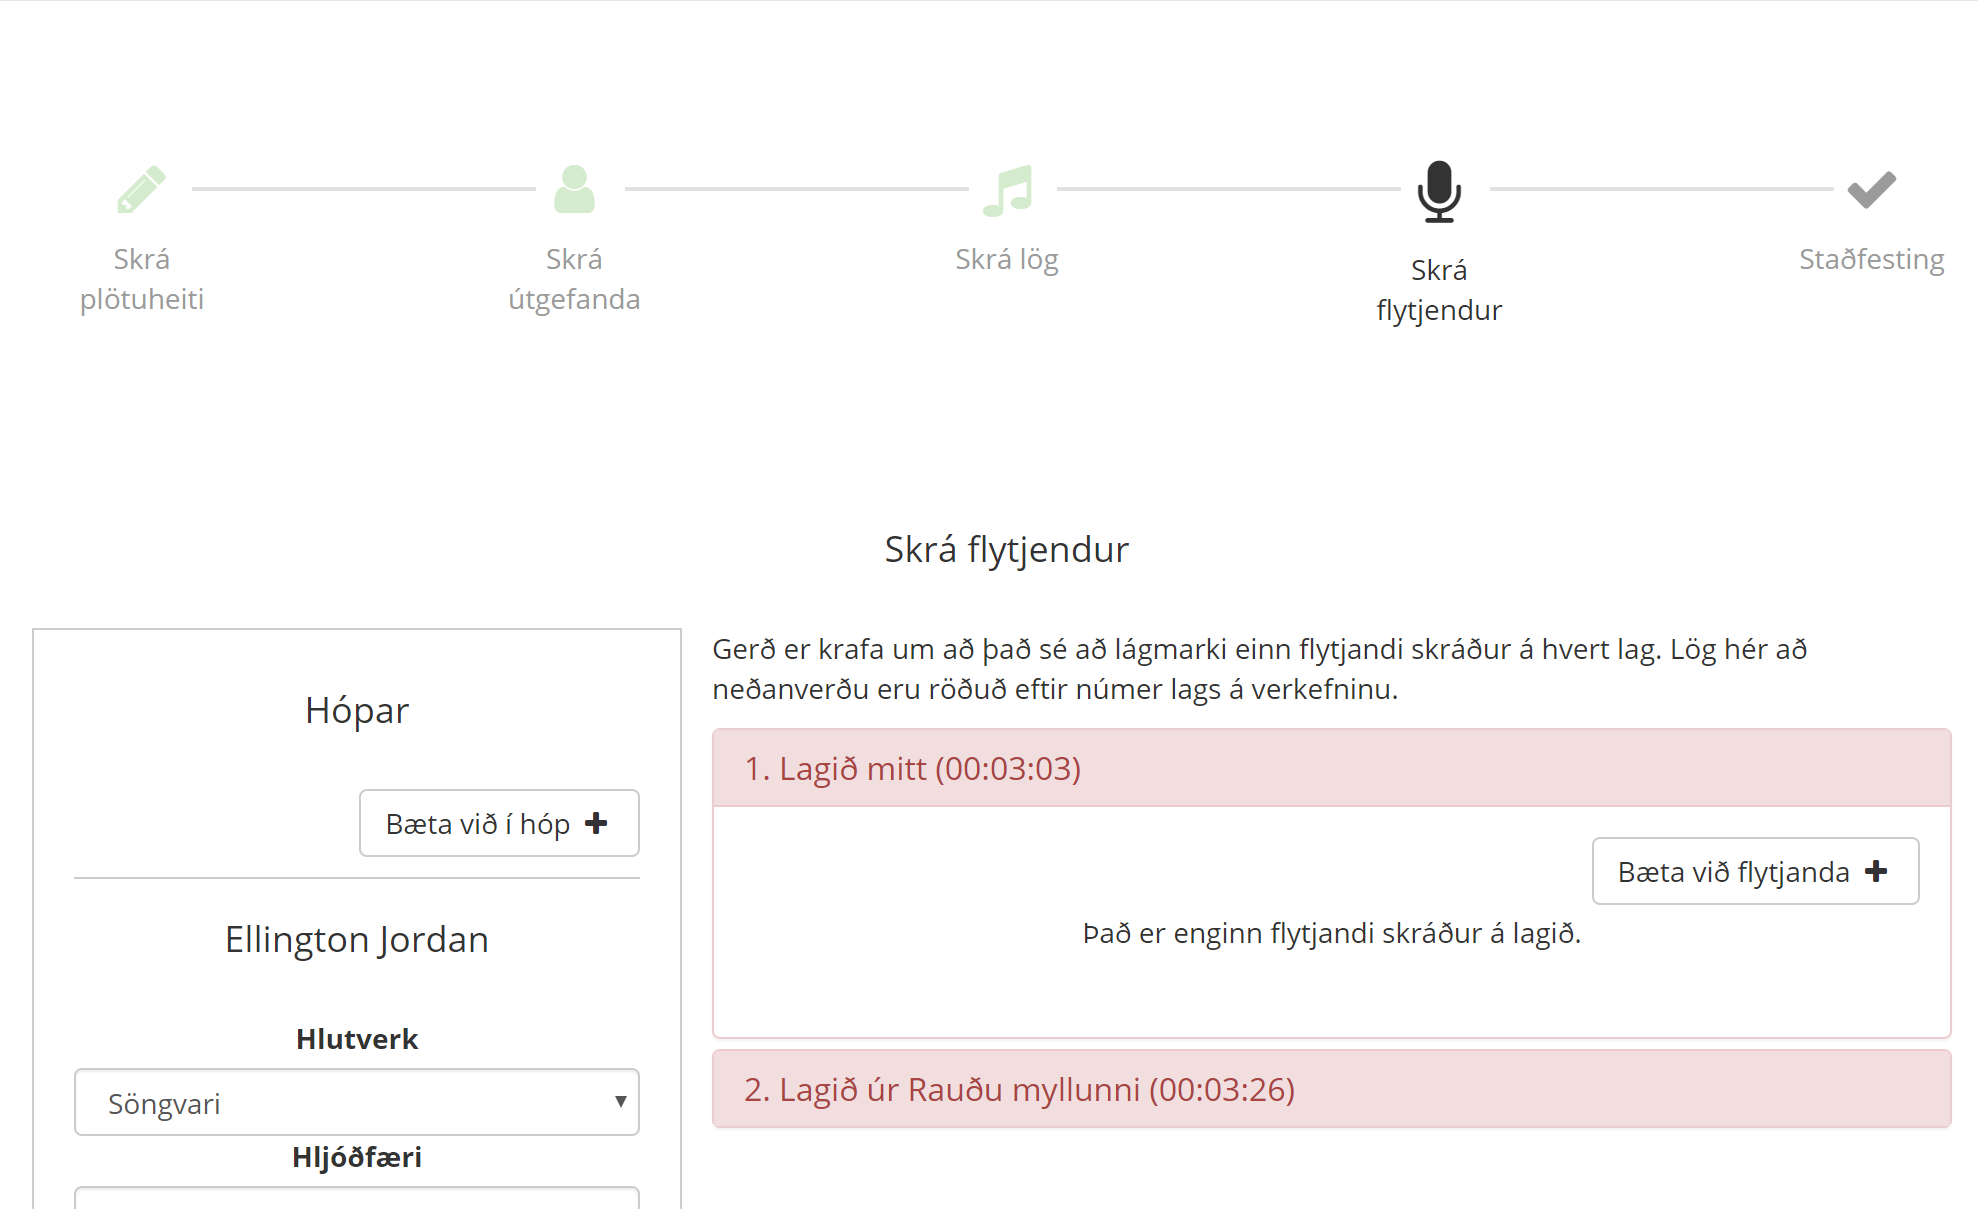 Skrá
plötuheiti
Skrá
útgefanda
Skrá lög
Skrá
flytjendur
Staðfesting
Skrá flytjendur
Hópar
Bæta við í hóp
Ellington Jordan
Hlutverk
Söngvari
Hljóðfæri
Gerð er krafa um að það sé að lágmarki einn flytjandi skráður á hvert lag. Lög hér að
neðanverðu eru röðuð eftir númer lags á verkefninu.
1. Lagið mitt (00:03:03)
Bæta við flytjanda
Það er enginn flytjandi skráður á lagið.
2. Lagið úr Rauðu myllunni (00:03:26)